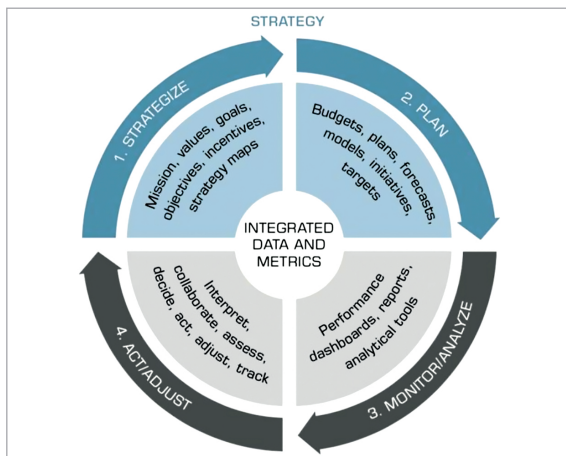 STRATEGY
1. STRATEGIZE
2. PLAN
Mission, values, goals,
objectives, incentives,
strategy maps
Budgets, plans, forecasts,
models, initiatives,
targets
INTEGRATED
DATA AND
METRICS
Interpret,
collaborate, assess,
decide, act, adjust, track
Performance
dashboards, reports,
analytical tools
4. ACT/ADJUST
3. MONITOR/ANALYZE